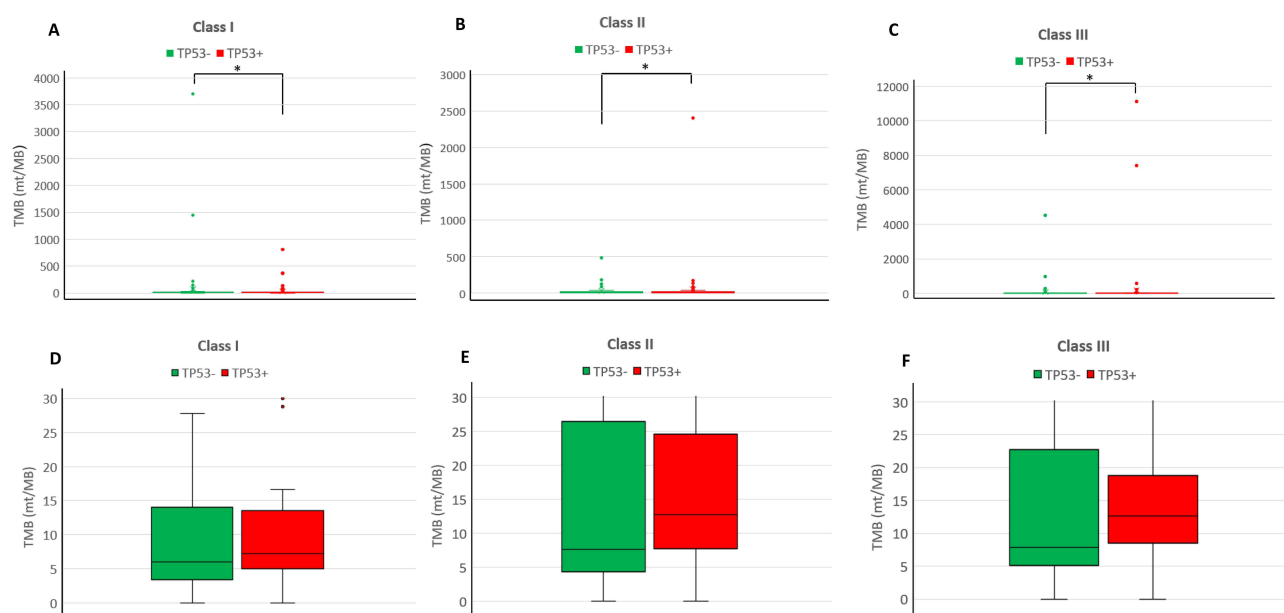 A
Class I
TP53- TP53+
*
TMB (mt/MB)
4000
3500
3000
2500
2000
1500
1000
500
0
B
Class II
TP53- TP53+
*
TMB (mt/MB)
3000
2500
2000
1500
1000
500
0
C
Class III
TP53- TP53+
*
TMB (mt/MB)
12000
10000
8000
6000
4000
2000
0
D
Class I
TP53- TP53+
TMB (mt/MB)
30
25
20
15
10
5
0
E
Class II
TP53- TP53+
TMB (mt/MB)
30
25
20
15
10
5
0
F
Class III
TP53- TP53+
TMB (mt/MB)
30
25
20
15
10
5
0